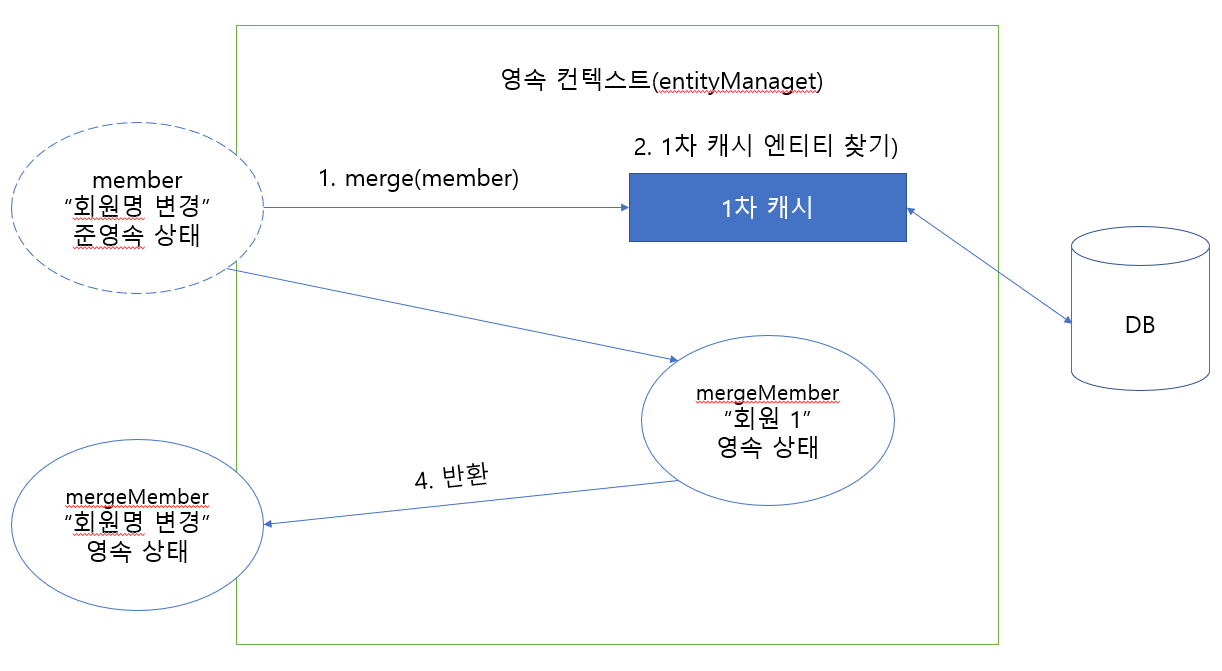 영속 컨텍스트(entityManaget)
2. 1차 캐시 엔티티 찾기)
1. merge(member)
member
”회원명 변경”
준영속 상태
1차 캐시
DB
mergeMember
”회원 1”
영속 상태
4. 반환
mergeMember
”회원명 변경”
영속 상태